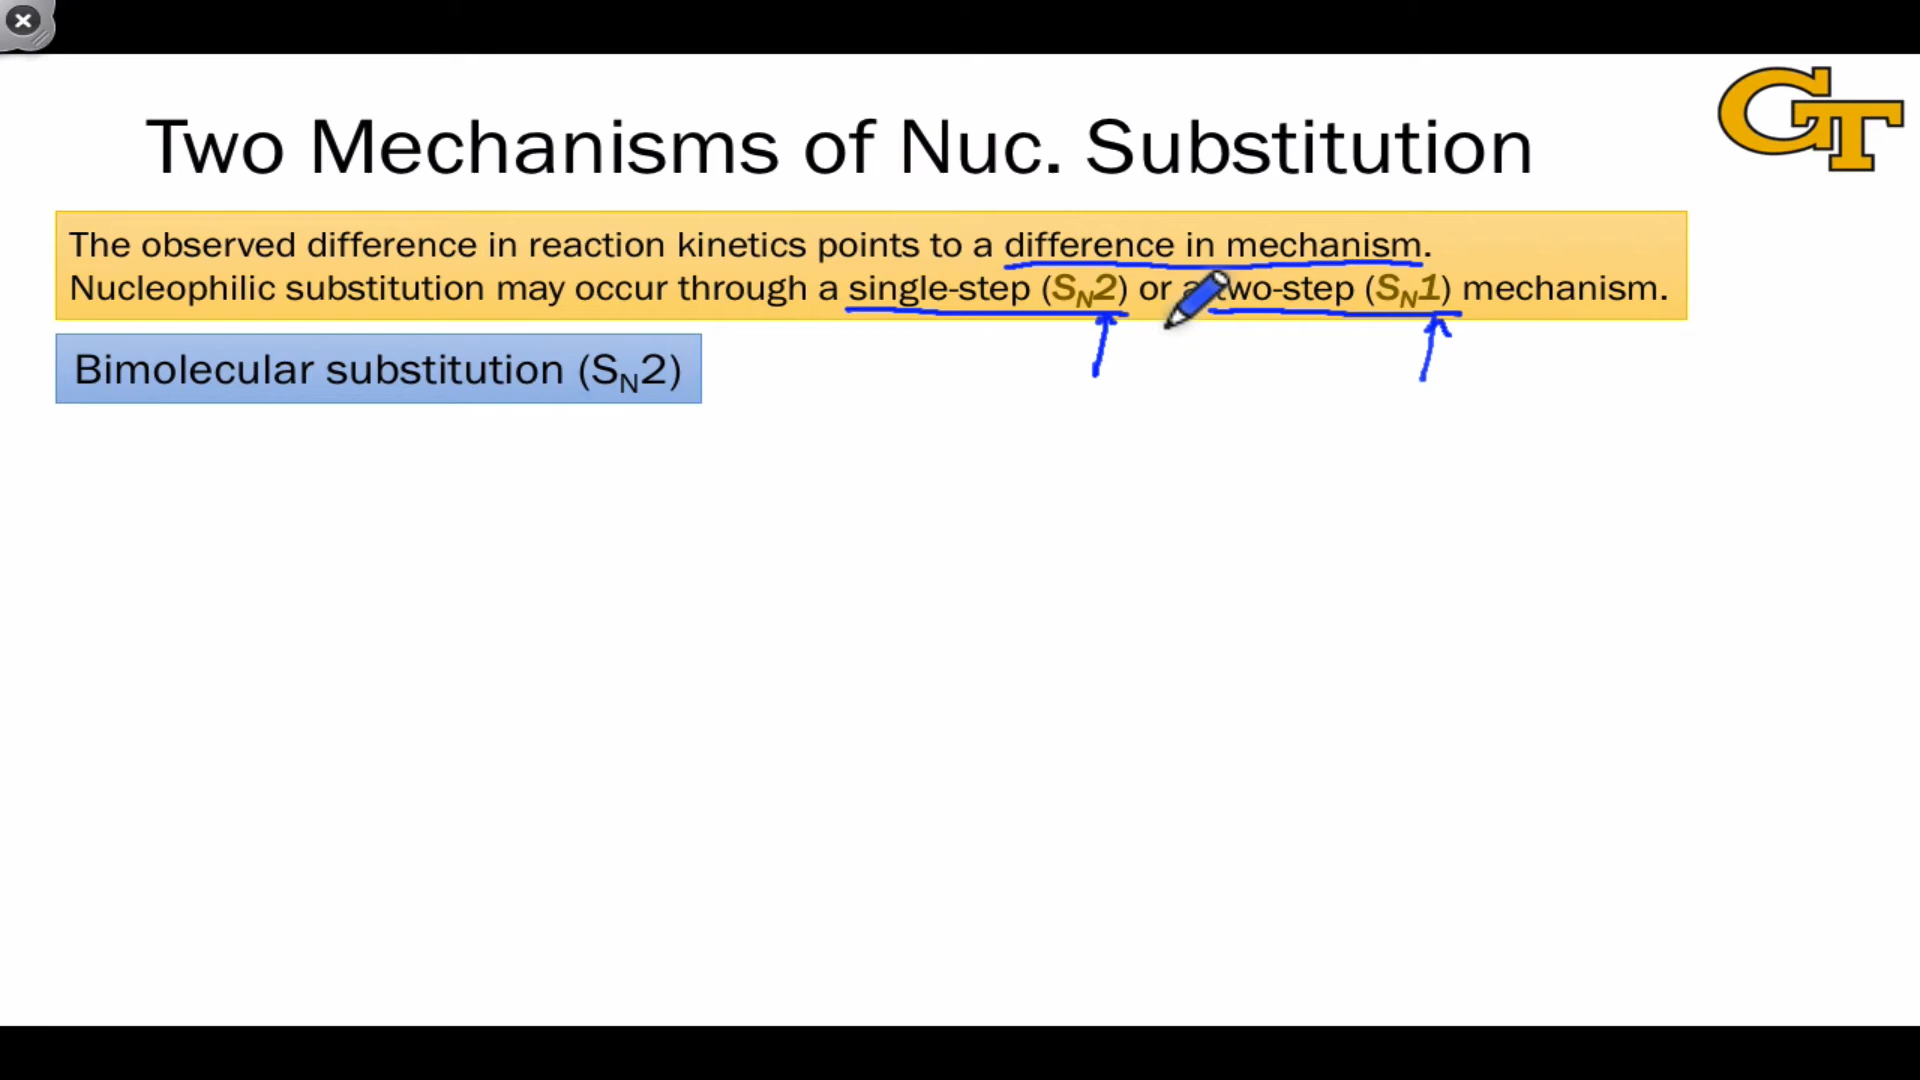 GT
Two Mechanisms of Nuc. Substitution
The observed difference in reaction kinetics points to a difference in mechanism.
Nucleophilic substitution may occur through a single-step (SN2) or a two-step (SN1) mechanism.
Bimolecular substitution (SN2)